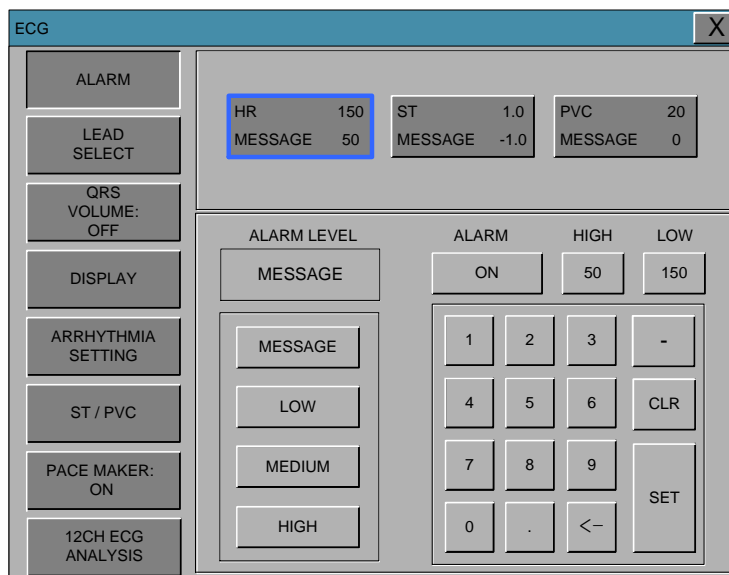 ECG
X
ALARM
LEAD
SELECT
QRS
VOLUME:
OFF
DISPLAY
ARRHYTHMIA
SETTING
ST / PVC
PACE MAKER:
ON
12CH ECG
ANALYSIS
HR 150
MESSAGE 50
ST 1.0
MESSAGE -1.0
PVC 20
MESSAGE 0
ALARM LEVEL
MESSAGE
MESSAGE
LOW
MEDIUM
HIGH
ALARM HIGH LOW
ON 50 150
1 2 3 -
4 5 6 CLR
7 8 9
SET
0 . <-